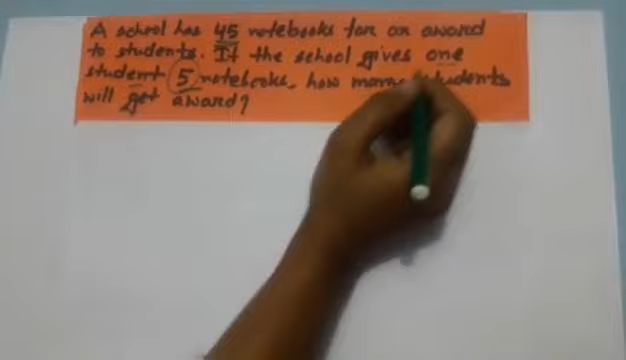 A school has 45 notebooks for an award
to students. If the school gives one
student 5 notebooks, how many students
will get award?